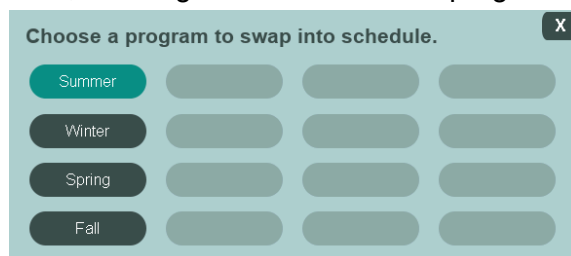 Choose a program to swap into schedule.
X
Summer
Winter
Spring
Fall